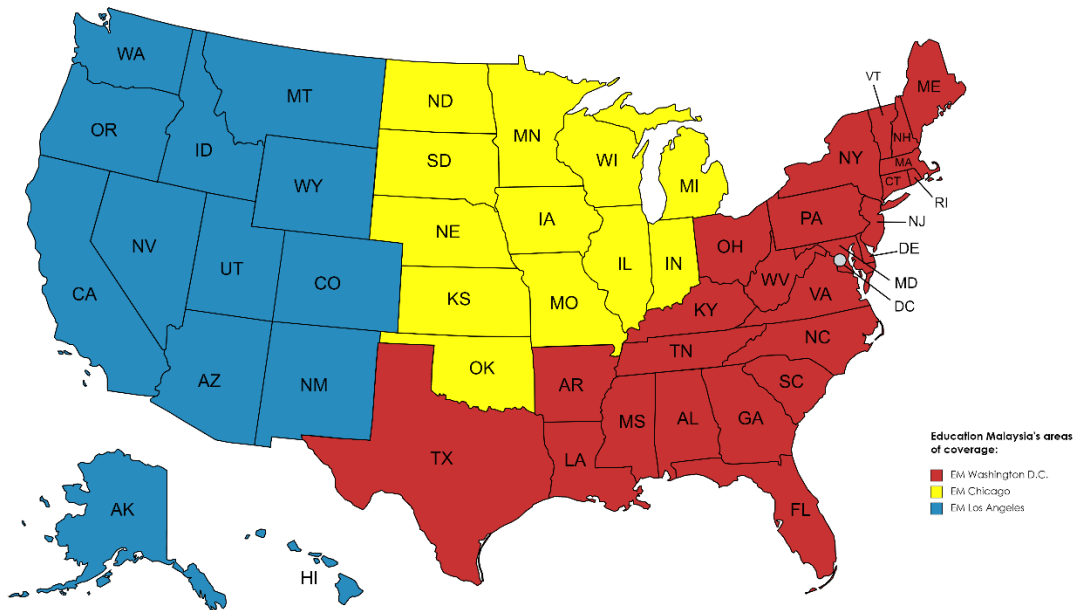 WA
MT
ND
MN
VT
ME
OR
ID
SD
WI
MI
NY
NH
MA
CT
RI
WY
IA
PA
NJ
NV
NE
OH
DE
UT
IL
IN
MD
CA
CO
KS
MO
WV
VA
DC
KY
AZ
NM
OK
AR
TN
NC
SC
MS
AL
GA
TX
LA
FL
AK
HI
Education Malaysia's areas
of coverage:
EM Washington D.C.
EM Chicago
EM Los Angeles